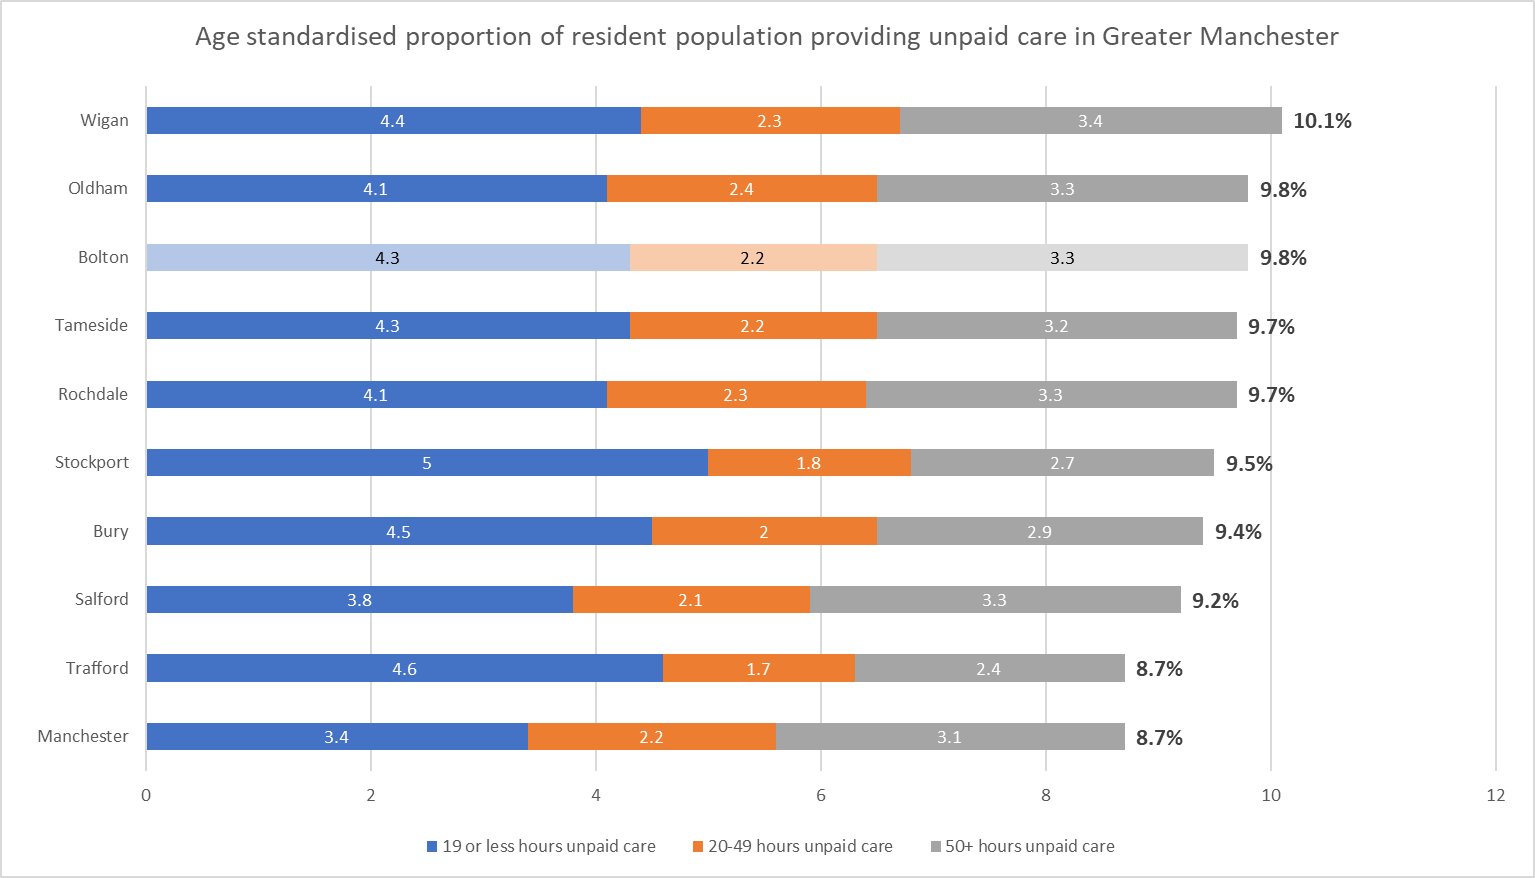 Age standardised proportion of resident population providing unpaid care in Greater Manchester
Wigan 4.4 2.3 3.4 10.1%
Oldham 4.1 2.4 3.3 9.8%
Bolton 4.3 2.2 3.3 9.8%
Tameside 4.3 2.2 3.2 9.7%
Rochdale 4.1 2.3 3.3 9.7%
Stockport 5 1.8 2.7 9.5%
Bury 4.5 2 2.9 9.4%
Salford 3.8 2.1 3.3 9.2%
Trafford 4.6 1.7 2.4 8.7%
Manchester 3.4 2.2 3.1 8.7%
0 2 4 6 8 10 12
19 or less hours unpaid care 20-49 hours unpaid care 50+ hours unpaid care